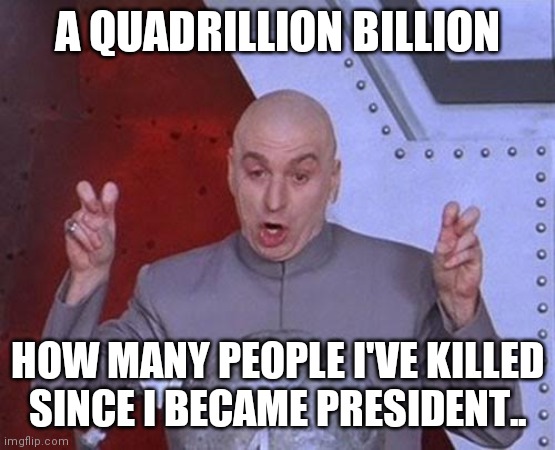 A QUADRILLION BILLION
HOW MANY PEOPLE I'VE KILLED
SINCE I BECAME PRESIDENT..
imgflip.com